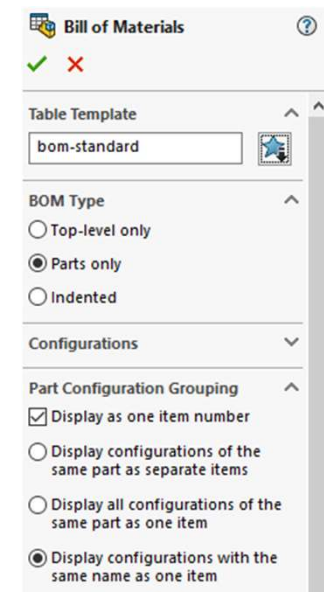 Bill of Materials
?
Table Template
bom-standard
BOM Type
Top-level only
Parts only
Indented
Configurations
Part Configuration Grouping
Display as one item number
Display configurations of the
same part as separate items
Display all configurations of the
same part as one item
Display configurations with the
same name as one item